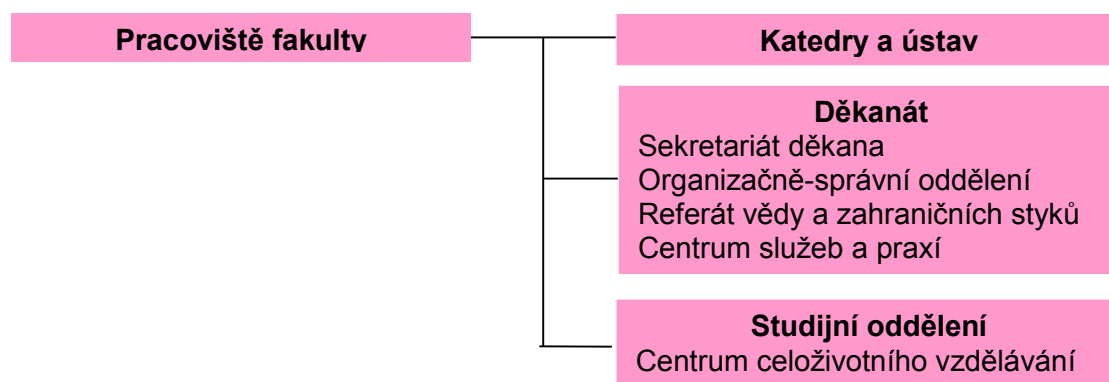 Pracoviště fakulty
Katedry a ústav
Děkanát
Sekretariát děkana
Organizačně-správní oddělení
Referát vědy a zahraničních styků
Centrum služeb a praxí
Studijní oddělení
Centrum celoživotního vzdělávání